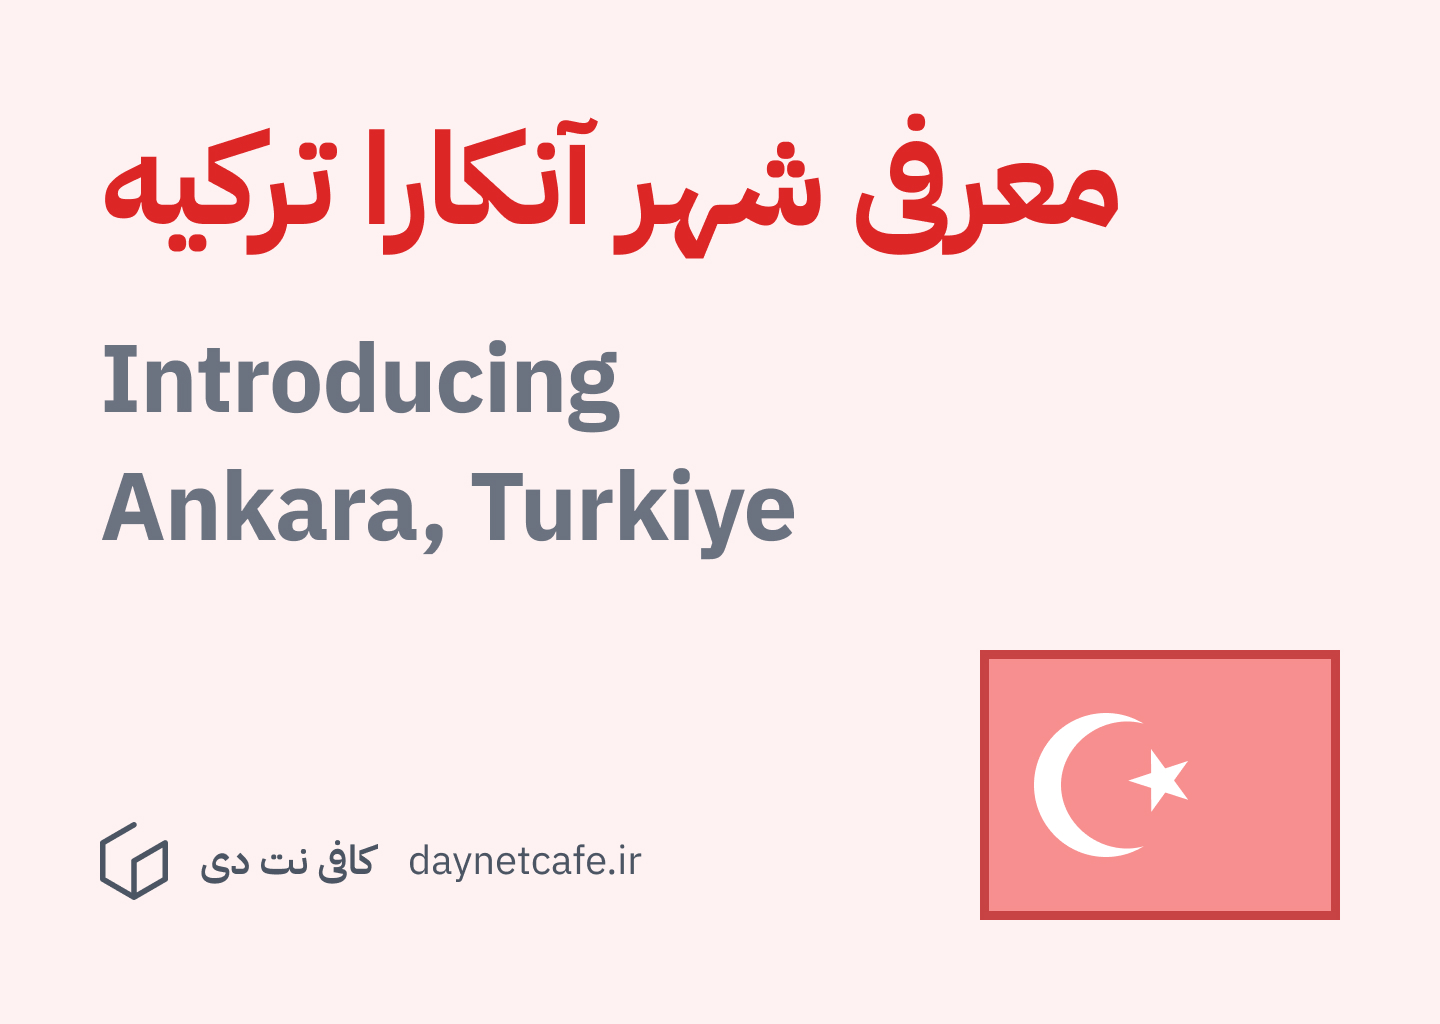 معرفی شهر آنکارا ترکیه
Introducing
Ankara, Turkiye
کافی نت دی daynetcafe.ir